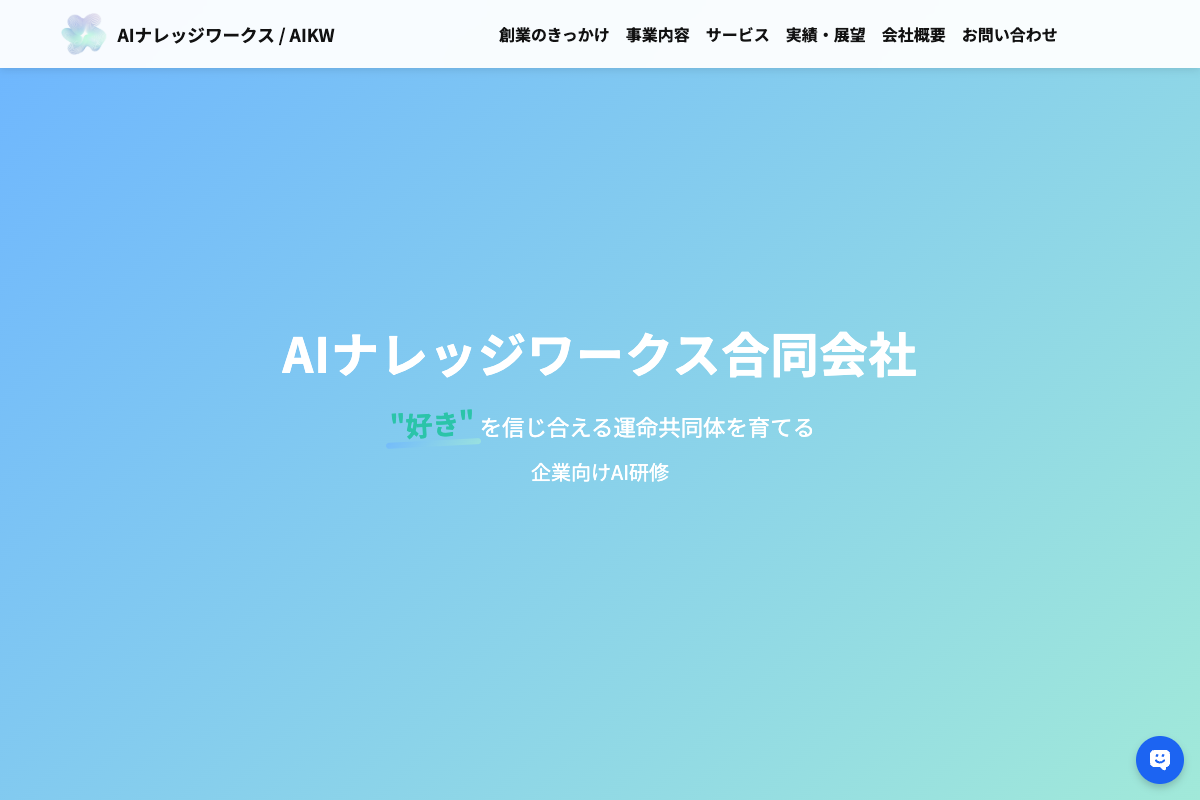 AIナレッジワークス / AIKW
創業のきっかけ 事業内容 サービス 実績・展望 会社概要 お問い合わせ
AIナレッジワークス合同会社
"好き"を信じ合える運命共同体を育てる
企業向けAI研修